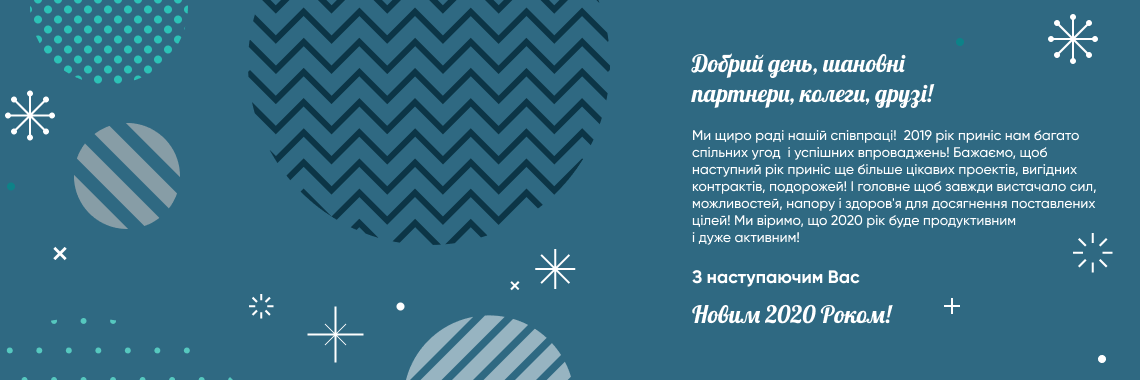 Добрий день, шановні
партнери, колеги, друзі!
Ми щиро раді нашій співпраці!  2019 рік приніс нам багато
спільних угод  і успішних впроваджень! Бажаємо, щоб
наступний рік приніс ще більше цікавих проектів, вигідних
контрактів, подорожей! І головне щоб завжди вистачало сил,
можливостей, напору і здоров'я для досягнення поставлених
цілей! Ми віримо, що 2020 рік буде продуктивним
і дуже активним!
З наступаючим Вас
Новим 2020 Роком!